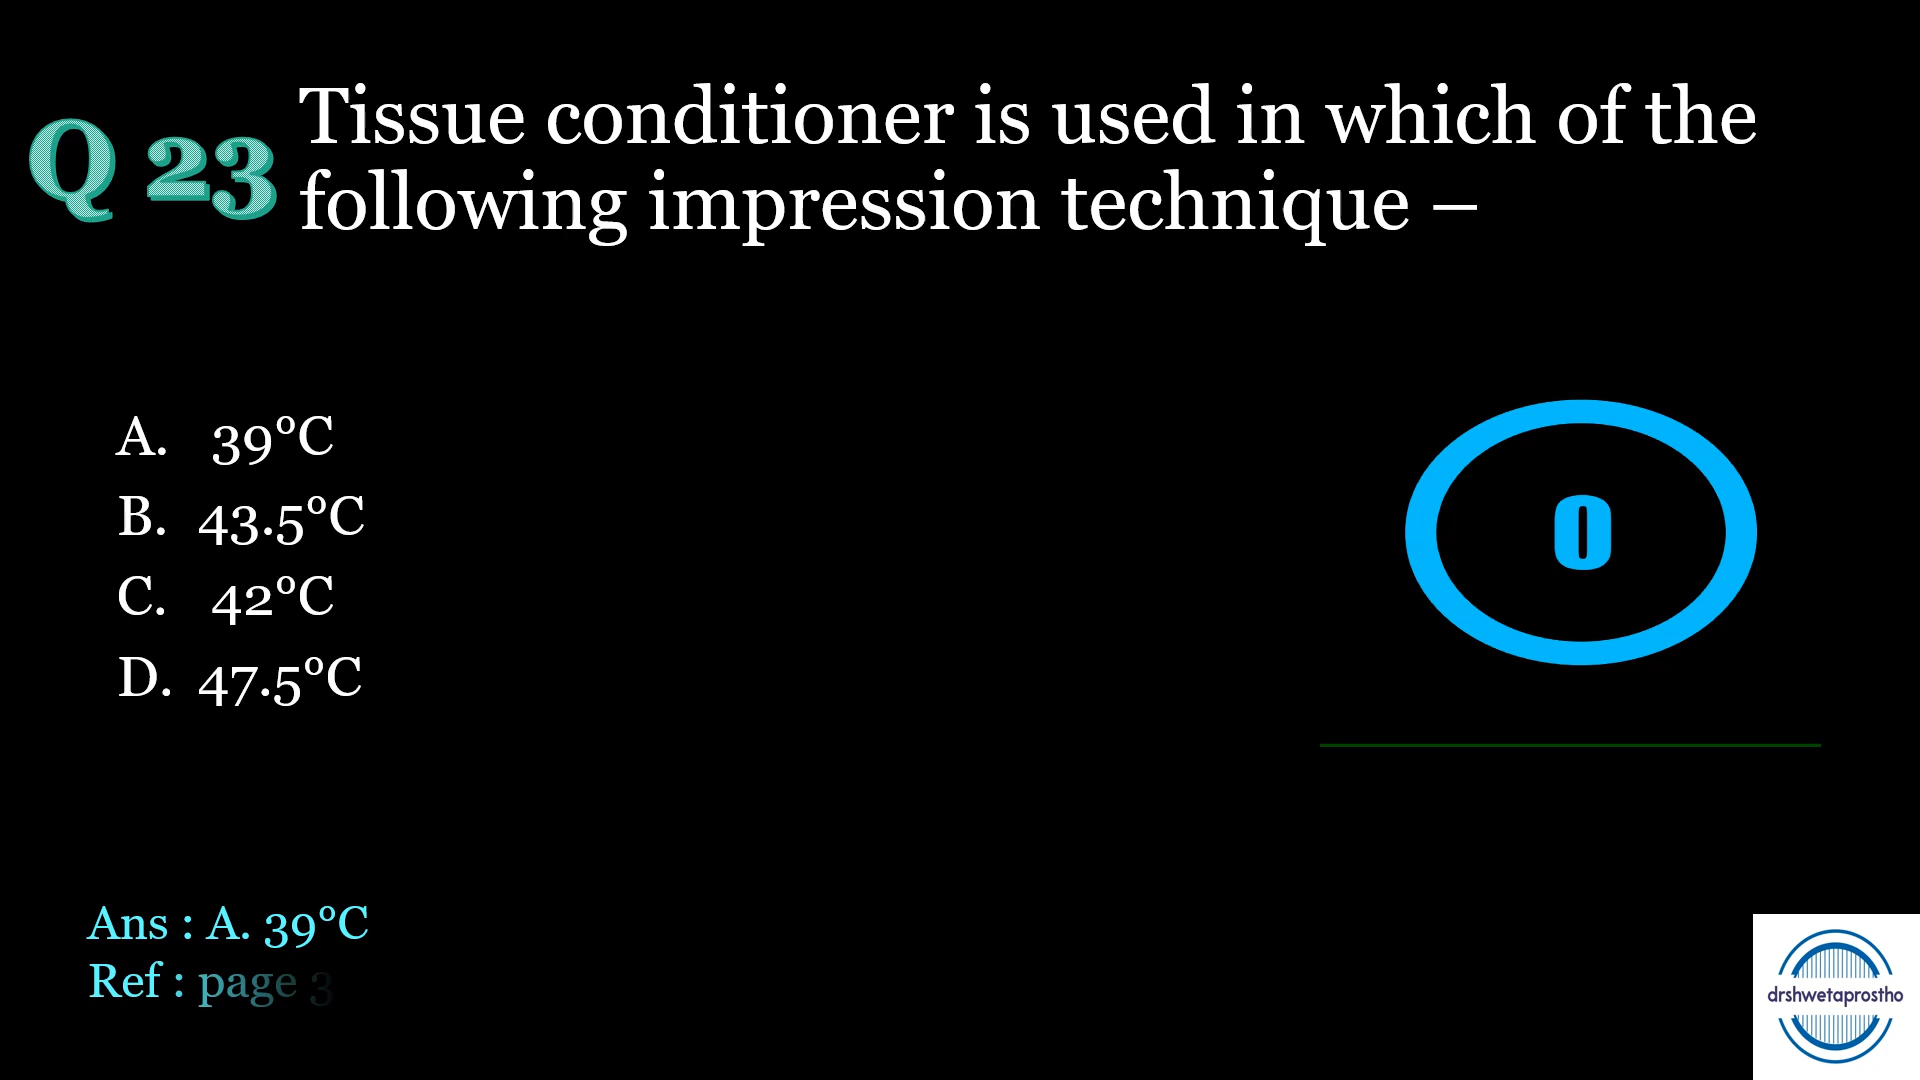 Q 23
Tissue conditioner is used in which of the
following impression technique –
A. 39°C
B. 43.5°C
C. 42°C
D. 47.5°C
0
Ans : A. 39°C
Ref : page 3
drshwetaprostho